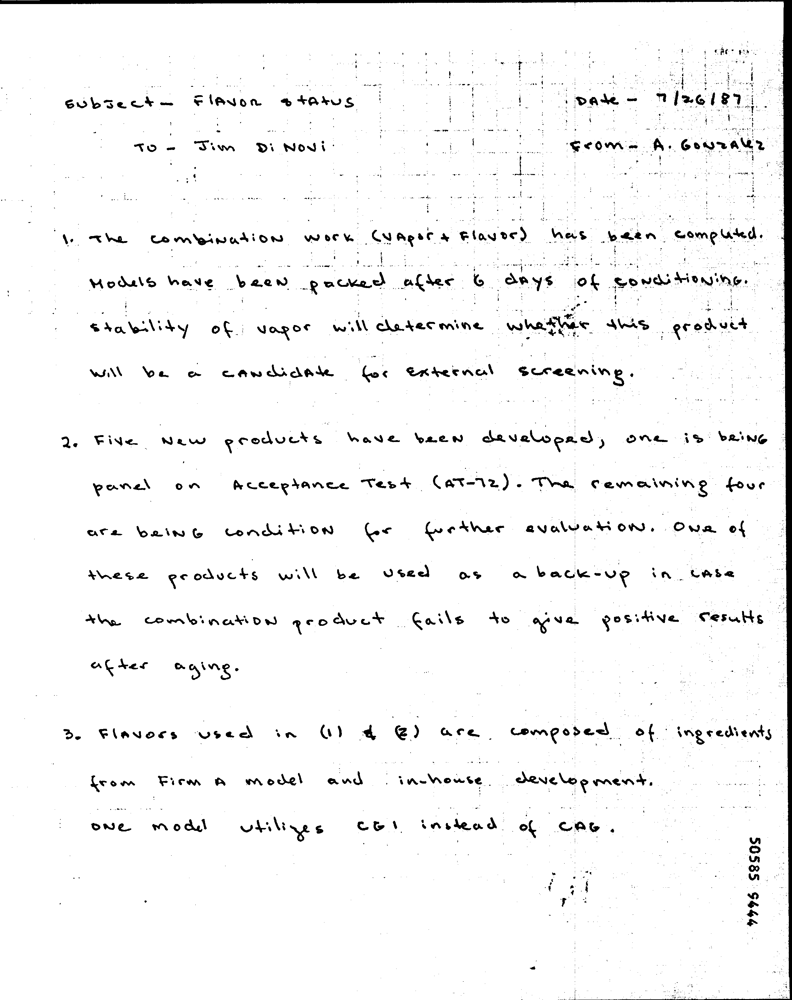 Subject - Flavor status Date - 7/26/87
To - Jim Di Novi From - A. Gonzalez
1. The combination work (vapor + Flavor) has been completed.
Models have been packed after 6 days of conditioning.
stability of vapor will determine whether this product
will be a candidate for external screening.
2. Five New products have been developed, one is being
panel on Acceptance Test (AT-72). The remaining four
are being condition for further evaluation. One of
these products will be used as a back-up in case
the combination product fails to give positive results
after aging.
3. Flavors used in (1) & (2) are composed of ingredients
from Firm A model and in-house development.
One model utilizes CG1 instead of CAG.
50585 9444